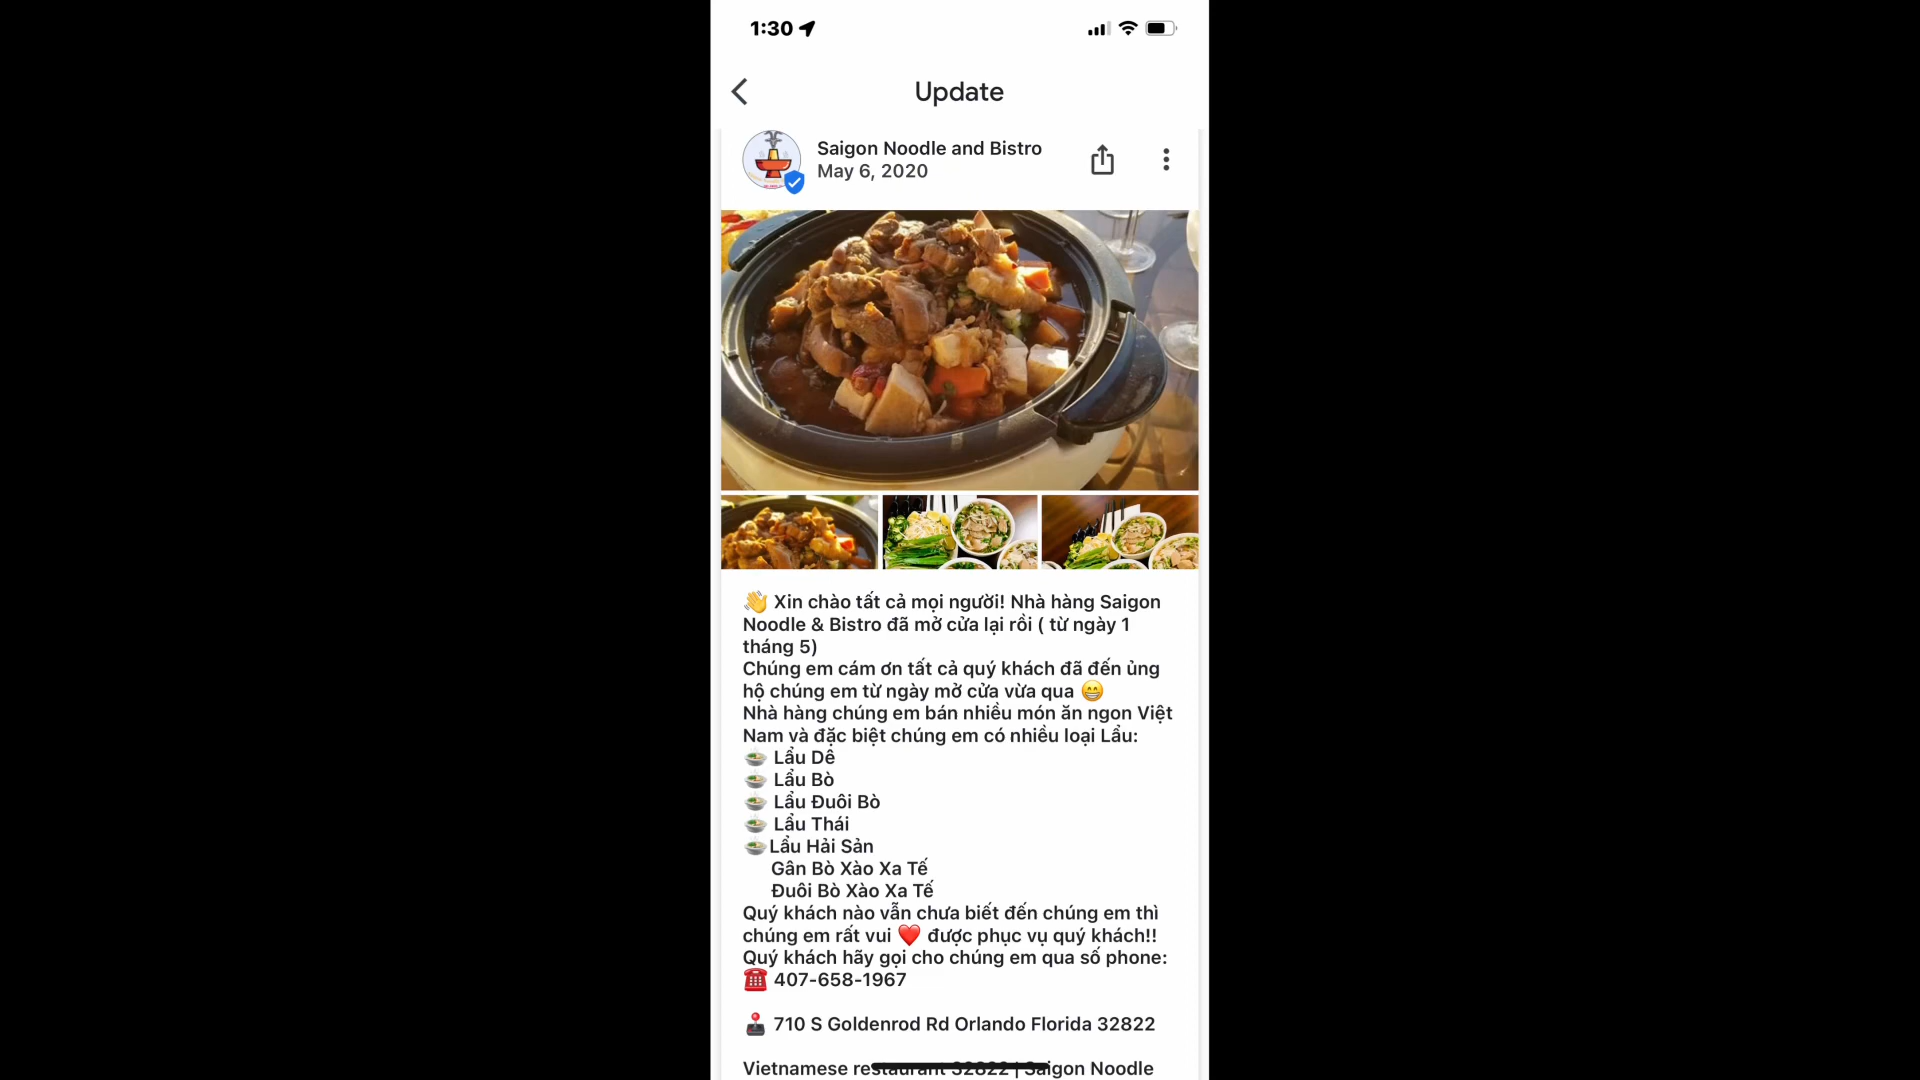 1:30
Update
Saigon Noodle and Bistro
May 6, 2020
👋 Xin chào tất cả mọi người! Nhà hàng Saigon
Noodle & Bistro đã mở cửa lại rồi ( từ ngày 1
tháng 5)
Chúng em cám ơn tất cả quý khách đã đến ủng
hộ chúng em từ ngày mở cửa vừa qua 😁
Nhà hàng chúng em bán nhiều món ăn ngon Việt
Nam và đặc biệt chúng em có nhiều loại Lẩu:
🍲 Lẩu Dê
🍲 Lẩu Bò
🍲 Lẩu Đuôi Bò
🍲 Lẩu Thái
🍲Lẩu Hải Sản
Gân Bò Xào Xa Tế
Đuôi Bò Xào Xa Tế
Quý khách nào vẫn chưa biết đến chúng em thì
chúng em rất vui ❤️ được phục vụ quý khách!!
Quý khách hãy gọi cho chúng em qua số phone:
☎️ 407-658-1967
🕹️ 710 S Goldenrod Rd Orlando Florida 32822
Vietnamese restaurant 32822 | Saigon Noodle